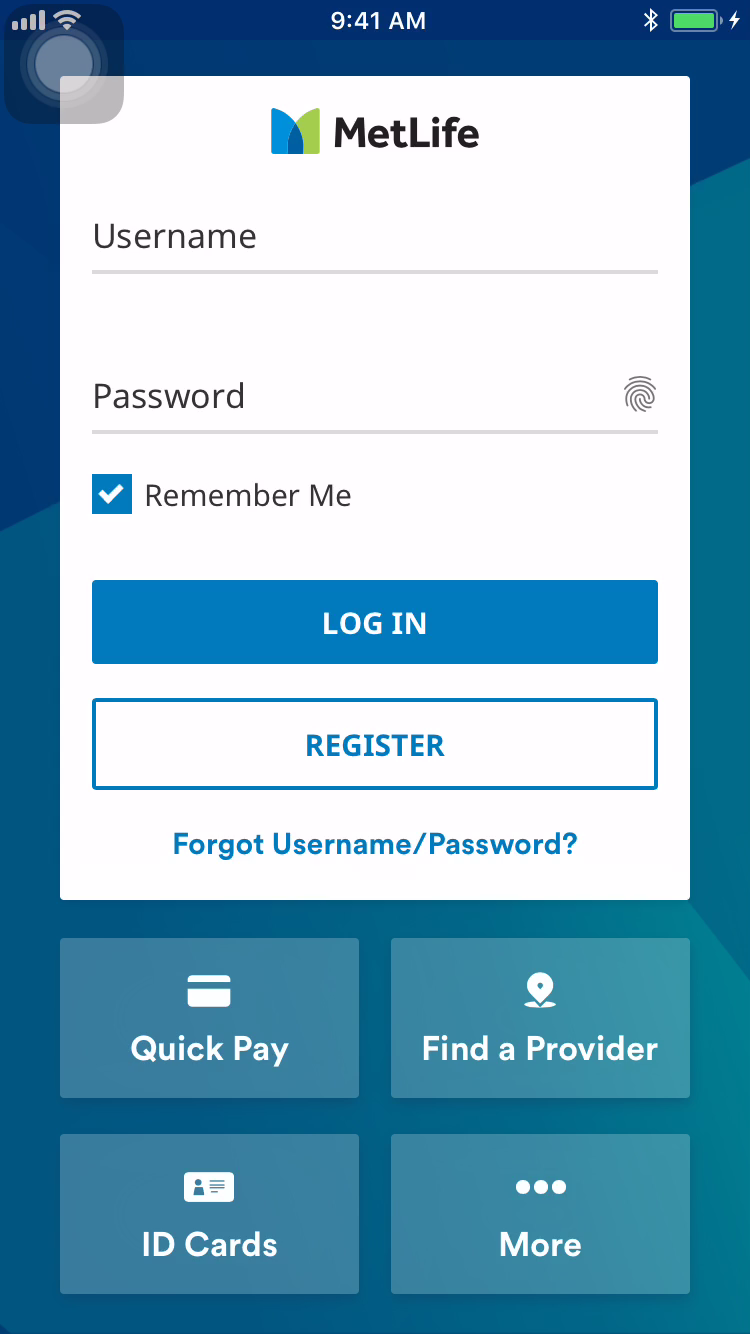 9:41 AM
MetLife
Username
Password
Remember Me
LOG IN
REGISTER
Forgot Username/Password?
Quick Pay
Find a Provider
ID Cards
More